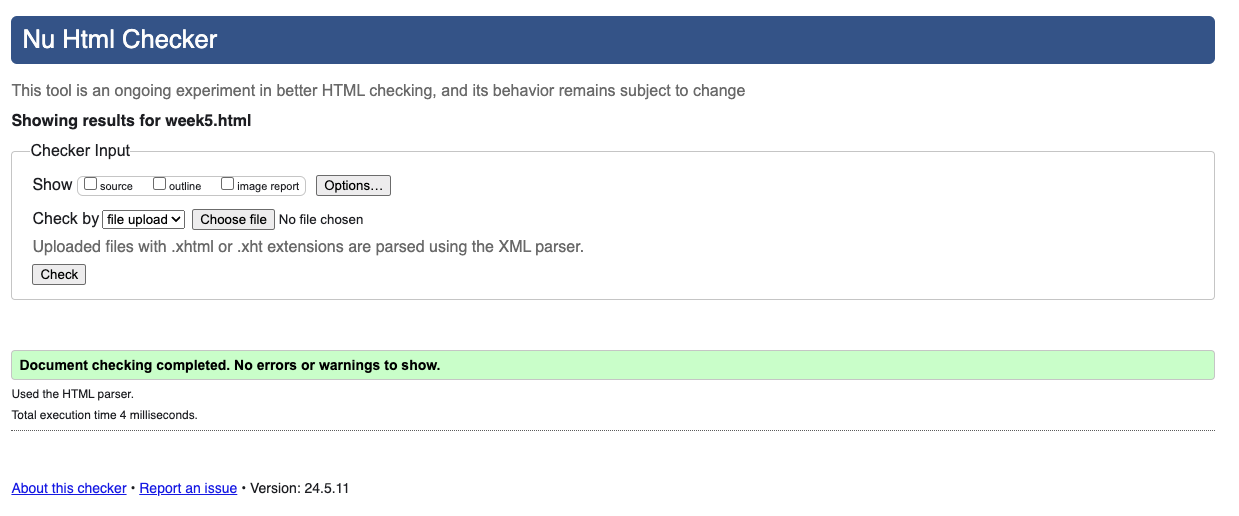 Nu Html Checker
This tool is an ongoing experiment in better HTML checking, and its behavior remains subject to change
Showing results for week5.html
Checker Input
Show source outline image report Options…
Check by file upload Choose file No file chosen
Uploaded files with .xhtml or .xht extensions are parsed using the XML parser.
Check
Document checking completed. No errors or warnings to show.
Used the HTML parser.
Total execution time 4 milliseconds.
About this checker • Report an issue • Version: 24.5.11